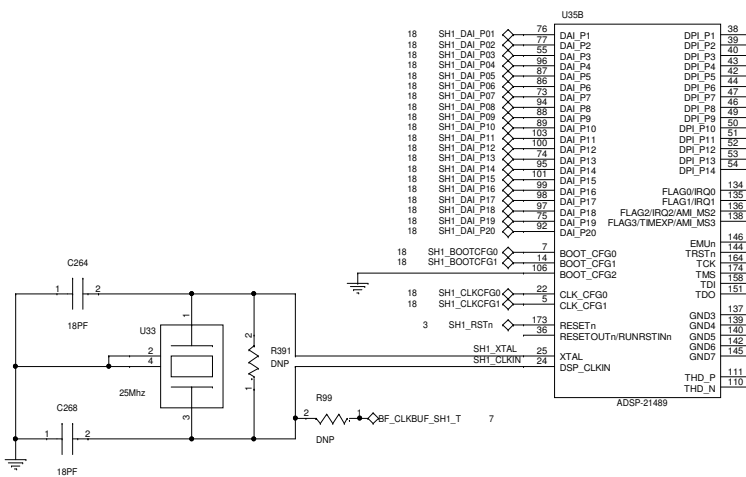 U35B
18 SH1_DAI_P01 76 DAI_P1 DPI_P1 38
18 SH1_DAI_P02 77 DAI_P2 DPI_P2 39
18 SH1_DAI_P03 55 DAI_P3 DPI_P3 40
18 SH1_DAI_P04 96 DAI_P4 DPI_P4 43
18 SH1_DAI_P05 87 DAI_P5 DPI_P5 42
18 SH1_DAI_P06 86 DAI_P6 DPI_P6 44
18 SH1_DAI_P07 73 DAI_P7 DPI_P7 47
18 SH1_DAI_P08 94 DAI_P8 DPI_P8 46
18 SH1_DAI_P09 88 DAI_P9 DPI_P9 49
18 SH1_DAI_P10 89 DAI_P10 DPI_P10 50
18 SH1_DAI_P11 103 DAI_P11 DPI_P11 51
18 SH1_DAI_P12 100 DAI_P12 DPI_P12 52
18 SH1_DAI_P13 74 DAI_P13 DPI_P13 53
18 SH1_DAI_P14 95 DAI_P14 DPI_P14 54
18 SH1_DAI_P15 101 DAI_P15
18 SH1_DAI_P16 99 DAI_P16 FLAG0/IRQ0 134
18 SH1_DAI_P17 98 DAI_P17 FLAG1/IRQ1 135
18 SH1_DAI_P18 97 DAI_P18 FLAG2/IRQ2/AMI_MS2 136
18 SH1_DAI_P19 75 DAI_P19 FLAG3/TIMEXP/AMI_MS3 138
18 SH1_DAI_P20 92 DAI_P20
EMUn 146
18 SH1_BOOTCFG0 7 BOOT_CFG0 TRSTn 144
18 SH1_BOOTCFG1 14 BOOT_CFG1 TCK 164
106 BOOT_CFG2 TMS 174
TDI 158
18 SH1_CLKCFG0 22 CLK_CFG0 TDO 151
18 SH1_CLKCFG1 5 CLK_CFG1
GND3 137
3 SH1_RSTn 173 RESETn GND4 139
36 RESETOUTn/RUNRSTINn GND5 140
GND6 142
SH1_XTAL 25 XTAL GND7 145
SH1_CLKIN 24 DSP_CLKIN
THD_P 111
THD_N 110
ADSP-21489
C264
1 2
18PF
U33
1
2
4
3
25Mhz
2
R391
DNP
1
R99
2 1 BF_CLKBUF_SH1_T 7
DNP
C268
1 2
18PF